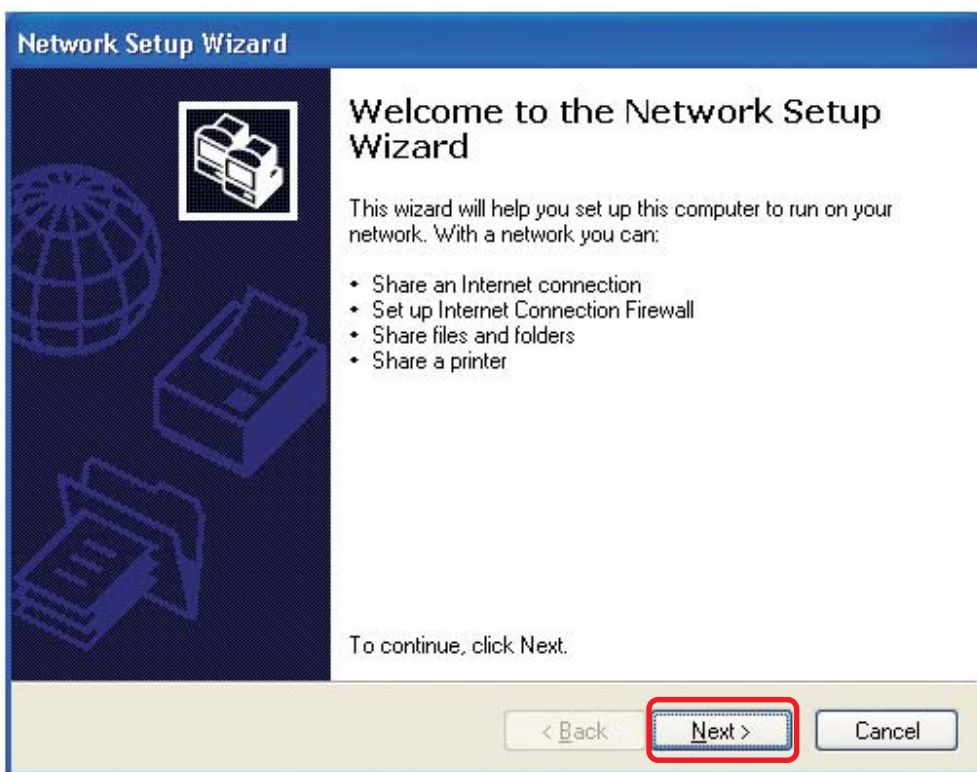 Network Setup Wizard
Welcome to the Network Setup
Wizard
This wizard will help you set up this computer to run on your
network. With a network you can:
• Share an Internet connection
• Set up Internet Connection Firewall
• Share files and folders
• Share a printer
To continue, click Next.
< Back
Next >
Cancel